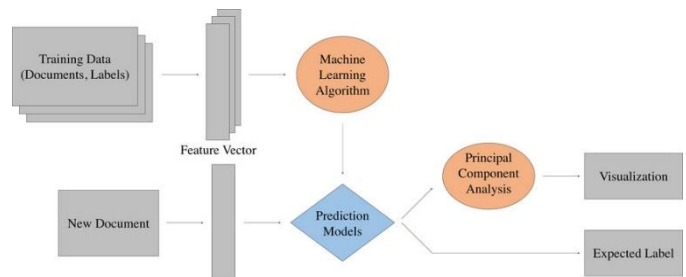 Training Data
(Documents, Labels)
Machine
Learning
Algorithm
Feature Vector
Principal
Component
Analysis
Visualization
New Document
Prediction
Models
Expected Label